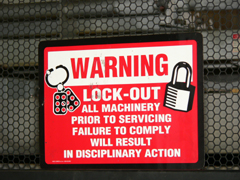 WARNING
LOCK-OUT
ALL MACHINERY
PRIOR TO SERVICING
FAILURE TO COMPLY
WILL RESULT
IN DISCIPLINARY ACTION